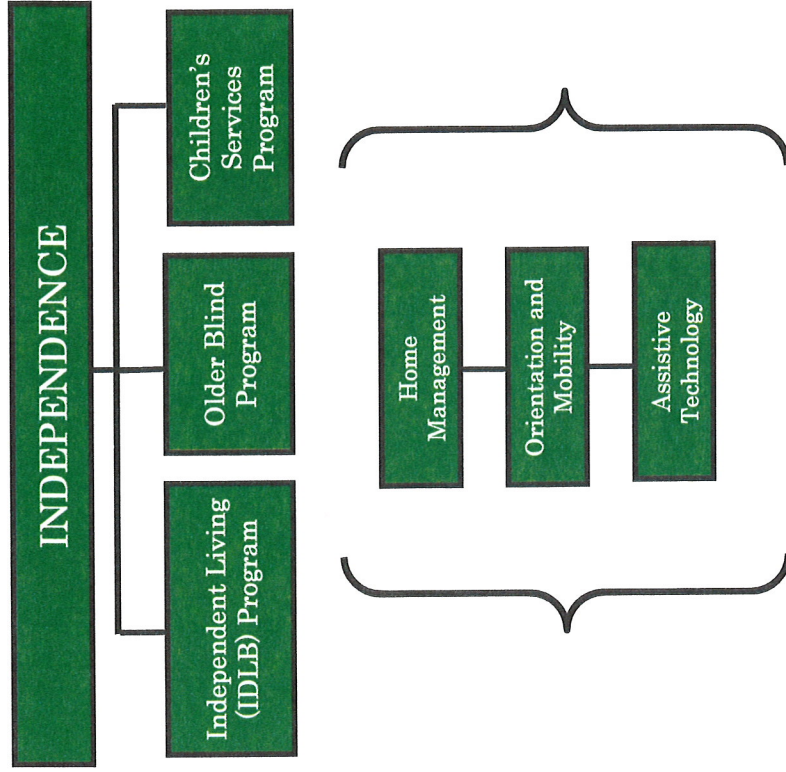 INDEPENDENCE
Independent Living
(IDLB) Program
Older Blind
Program
Children's
Services
Program
Home
Management
Orientation and
Mobility
Assistive
Technology